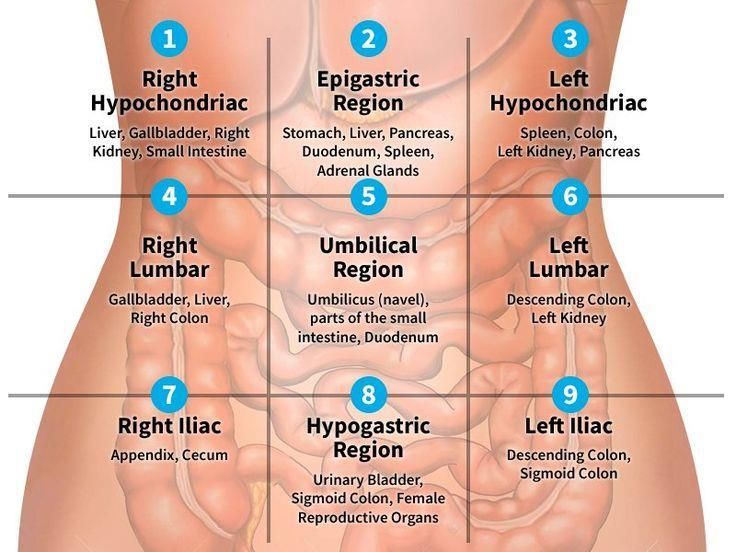 1
Right
Hypochondriac
Liver, Gallbladder, Right
Kidney, Small Intestine
2
Epigastric
Region
Stomach, Liver, Pancreas,
Duodenum, Spleen,
Adrenal Glands
3
Left
Hypochondriac
Spleen, Colon,
Left Kidney, Pancreas
4
Right
Lumbar
Gallbladder, Liver,
Right Colon
5
Umbilical
Region
Umbilicus (navel),
parts of the small
intestine, Duodenum
6
Left
Lumbar
Descending Colon,
Left Kidney
7
Right Iliac
Appendix, Cecum
8
Hypogastric
Region
Urinary Bladder,
Sigmoid Colon, Female
Reproductive Organs
9
Left Iliac
Descending Colon,
Sigmoid Colon